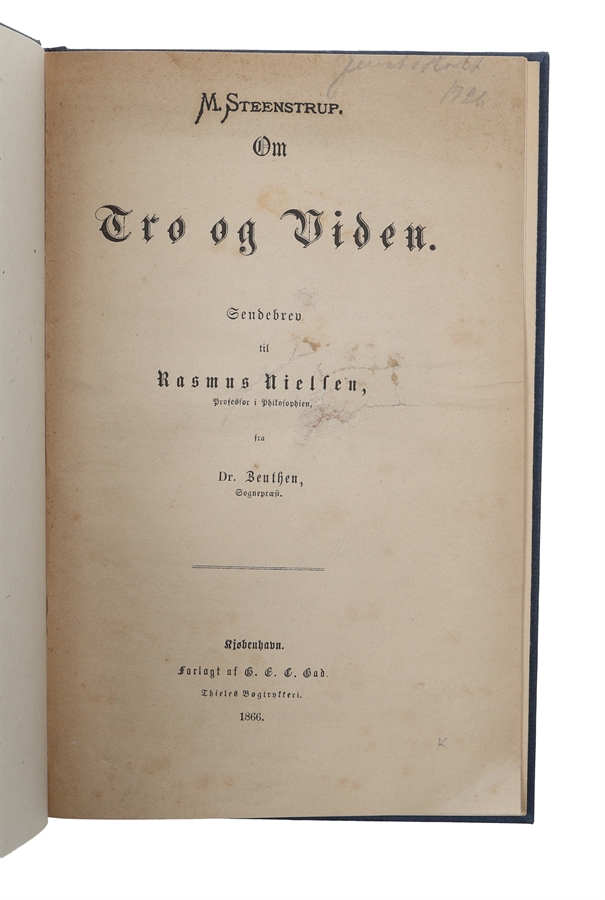 M. STEENSTRUP.
Om
Tro og Viden.
Sendebrev
til
Rasmus Nielsen,
Professor i Philosophien,
fra
Dr. Zeuthen,
Sognepræst.
Kjøbenhavn.
Forlagt af G. E. C. Gad.
Thieles Bogtrykkeri.
1866.
K